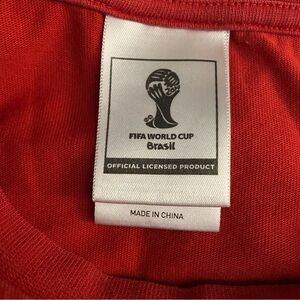 FIFA WORLD CUP
Brasil
OFFICIAL LICENSED PRODUCT
MADE IN CHINA